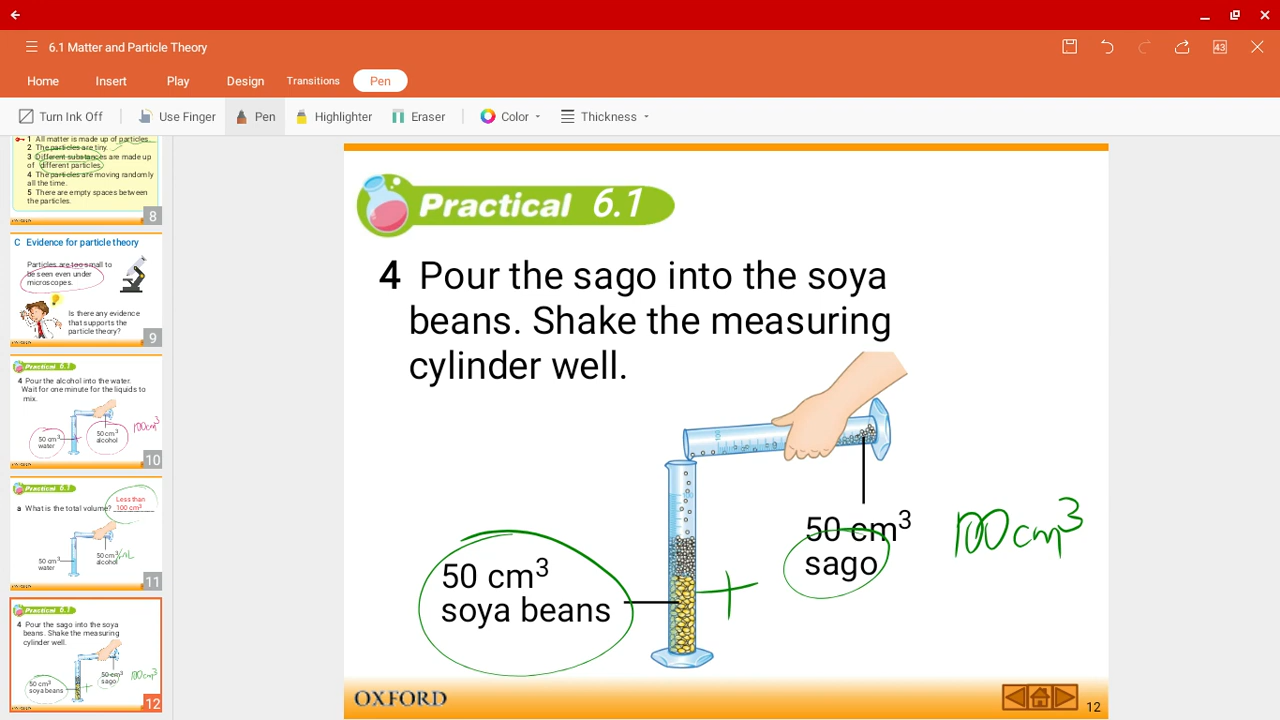 6.1 Matter and Particle Theory
43
Home Insert Play Design Transitions Pen
Turn Ink Off Use Finger Pen Highlighter Eraser Color Thickness
1 All matter is made up of particles.
2 The particles are tiny.
3 Different substances are made up
of different particles.
4 The particles are moving randomly
all the time.
5 There are empty spaces between
the particles.
8
C Evidence for particle theory
Particles are too small to
be seen even under
microscopes.
Is there any evidence
that supports the
particle theory?
9
Practical 6.1
4 Pour the alcohol into the water.
Wait for one minute for the liquids to
mix.
50 cm³
water
50 cm³
alcohol
100cm³
10
Practical 6.1
Less than
a What is the total volume? 100 cm³
50 cm³
water
50 cm³/mL
alcohol
11
Practical 6.1
4 Pour the sago into the soya
beans. Shake the measuring
cylinder well.
50 cm³
soya beans
+
50 cm³
sago
100cm³
12
Practical 6.1
4 Pour the sago into the soya
beans. Shake the measuring
cylinder well.
50 cm³
soya beans
+
50 cm³
sago
100cm³
OXFORD
12